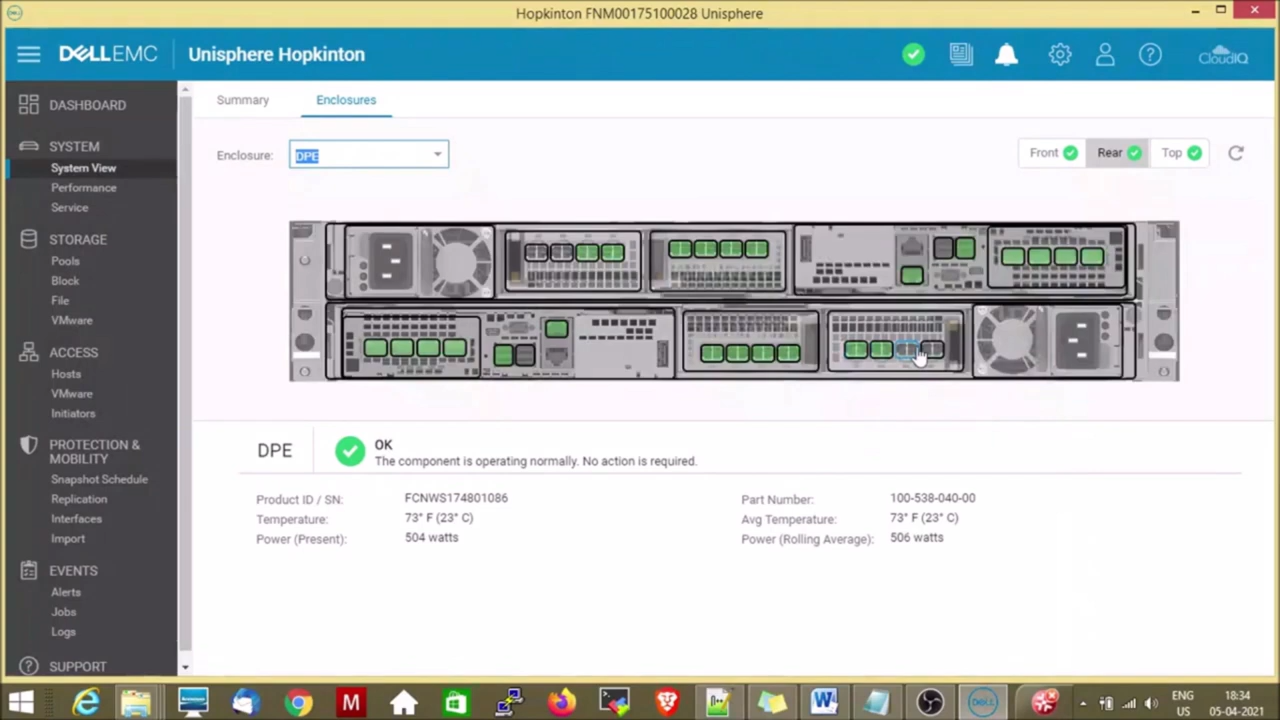 Hopkinton FNM00175100028 Unisphere
DELLEMC Unisphere Hopkinton
CloudIQ
DASHBOARD
SYSTEM
System View
Performance
Service
STORAGE
Pools
Block
File
VMware
ACCESS
Hosts
VMware
Initiators
PROTECTION &
MOBILITY
Snapshot Schedule
Replication
Interfaces
Import
EVENTS
Alerts
Jobs
Logs
SUPPORT
Summary Enclosures
Enclosure: DPE
Front Rear Top
DPE
OK
The component is operating normally. No action is required.
Product ID / SN: FCNWS174801086 Part Number: 100-538-040-00
Temperature: 73° F (23° C) Avg Temperature: 73° F (23° C)
Power (Present): 504 watts Power (Rolling Average): 506 watts
M
W
DELL
ENG 18:34
US 05-04-2021